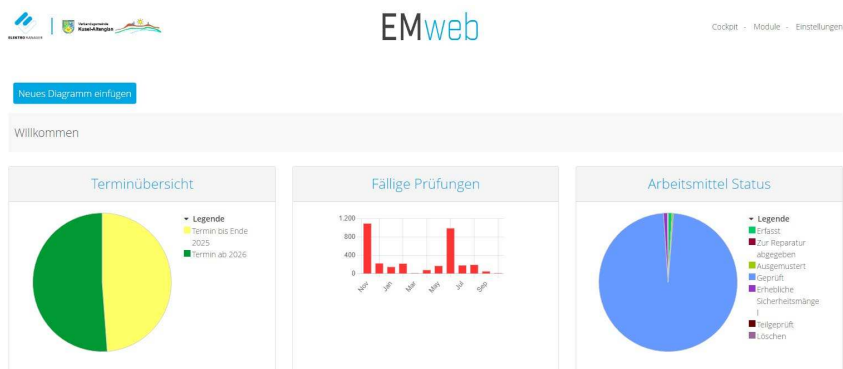 ELEKTRO MANAGER
Verbandsgemeinde
Kusel-Altenglan
EMweb
Cockpit - Module - Einstellungen
Neues Diagramm einfügen
Willkommen
Terminübersicht
Legende
Termin bis Ende
2025
Termin ab 2026
Fällige Prüfungen
1,200
800
400
0
Nov
Jan
Mar
May
Jul
Sep
Arbeitsmittel Status
Legende
Erfasst
Zur Reparatur
abgegeben
Ausgemustert
Geprüft
Erhebliche
Sicherheitsmänge
l
Teilgeprüft
Löschen